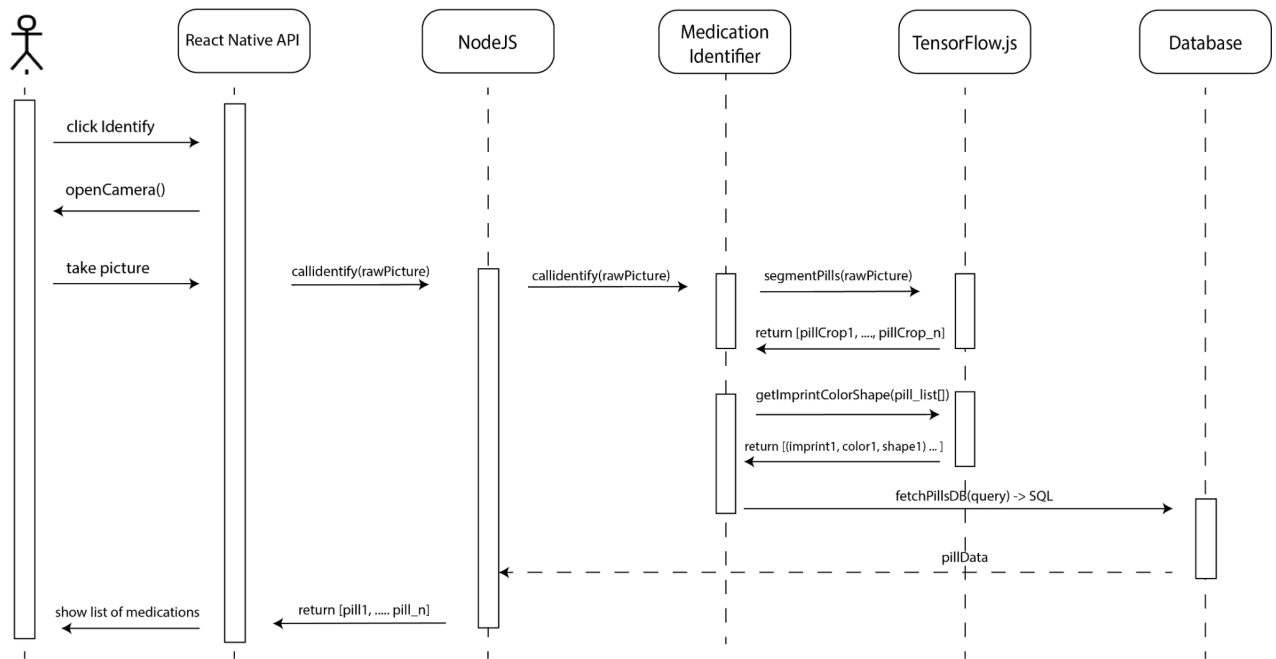 React Native API
NodeJS
Medication
Identifier
TensorFlow.js
Database
click Identify
openCamera()
take picture
callidentify(rawPicture)
callidentify(rawPicture)
segmentPills(rawPicture)
return [pillCrop1, ...., pillCrop_n]
getImprintColorShape(pill_list[])
return [(imprint1, color1, shape1) ... ]
fetchPillsDB(query) -> SQL
pillData
show list of medications
return [pill1, ..... pill_n]